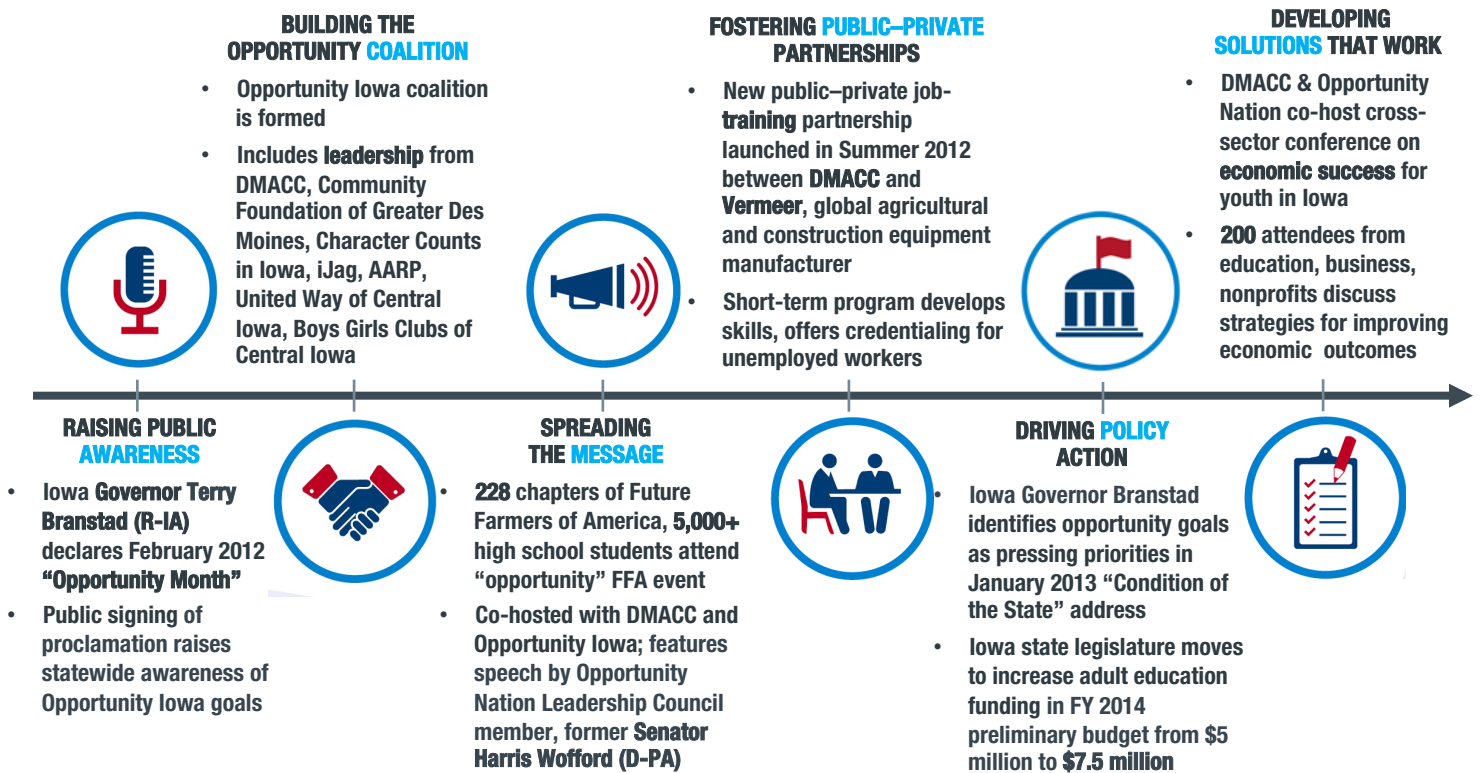 BUILDING THE
OPPORTUNITY COALITION
• Opportunity Iowa coalition
is formed
• Includes leadership from
DMACC, Community
Foundation of Greater Des
Moines, Character Counts
in Iowa, iJag, AARP,
United Way of Central
Iowa, Boys Girls Clubs of
Central Iowa
FOSTERING PUBLIC–PRIVATE
PARTNERSHIPS
• New public–private job-
training partnership
launched in Summer 2012
between DMACC and
Vermeer, global agricultural
and construction equipment
manufacturer
• Short-term program develops
skills, offers credentialing for
unemployed workers
DEVELOPING
SOLUTIONS THAT WORK
• DMACC & Opportunity
Nation co-host cross-
sector conference on
economic success for
youth in Iowa
• 200 attendees from
education, business,
nonprofits discuss
strategies for improving
economic outcomes
RAISING PUBLIC
AWARENESS
• Iowa Governor Terry
Branstad (R-IA)
declares February 2012
“Opportunity Month”
• Public signing of
proclamation raises
statewide awareness of
Opportunity Iowa goals
SPREADING
THE MESSAGE
• 228 chapters of Future
Farmers of America, 5,000+
high school students attend
“opportunity” FFA event
• Co-hosted with DMACC and
Opportunity Iowa; features
speech by Opportunity
Nation Leadership Council
member, former Senator
Harris Wofford (D-PA)
DRIVING POLICY
ACTION
• Iowa Governor Branstad
identifies opportunity goals
as pressing priorities in
January 2013 “Condition of
the State” address
• Iowa state legislature moves
to increase adult education
funding in FY 2014
preliminary budget from $5
million to $7.5 million